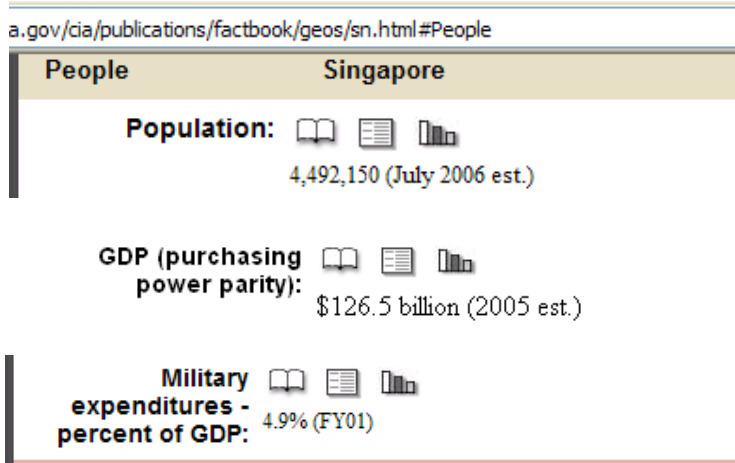 a.gov/cia/publications/factbook/geos/sn.html#People
People Singapore
Population:
4,492,150 (July 2006 est.)
GDP (purchasing
power parity):
$126.5 billion (2005 est.)
Military
expenditures -
percent of GDP:
4.9% (FY01)